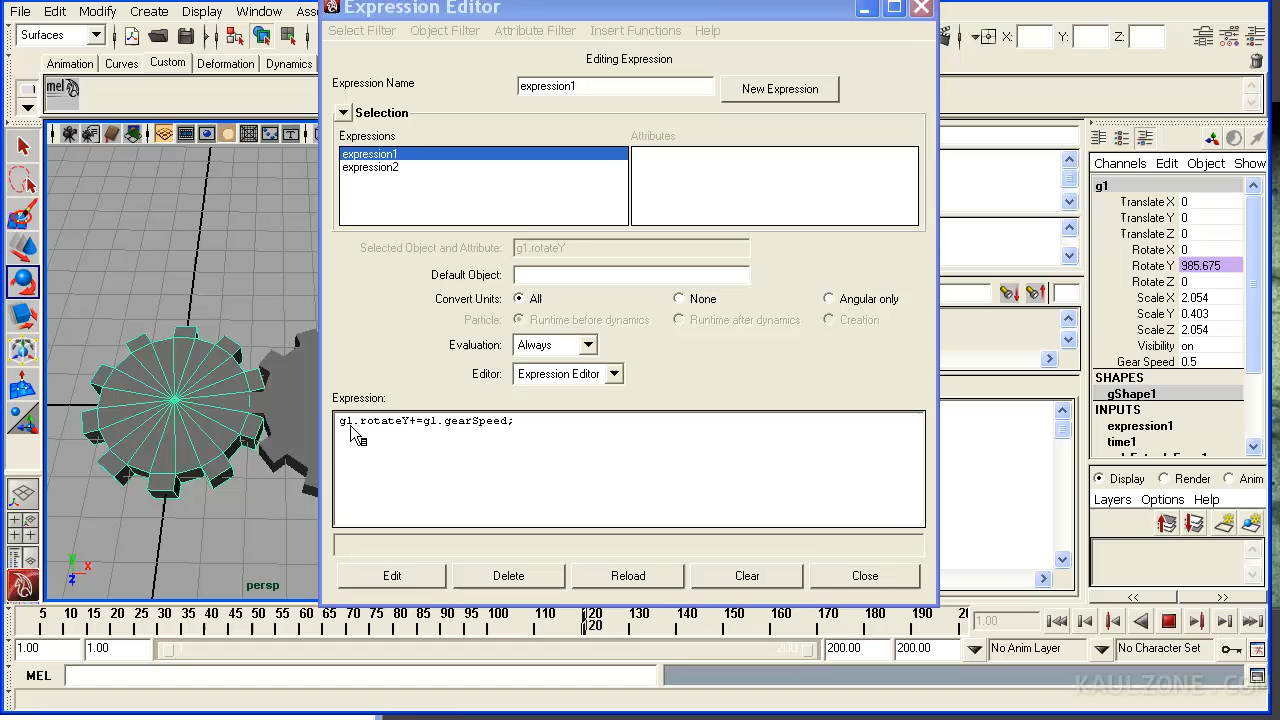 File Edit Modify Create Display Window
Expression Editor
Surfaces
X: Y: Z:
Select Filter Object Filter Attribute Filter Insert Functions Help
Editing Expression
Animation Curves Custom Deformation Dynamics
Expression Name expression1 New Expression
mel
Selection
Expressions Attributes
expression1
expression2
Channels Edit Object Show
g1
Translate X 0
Translate Y 0
Translate Z 0
Rotate X 0
Rotate Y 985.675
Rotate Z 0
Scale X 2.054
Scale Y 0.403
Scale Z 2.054
Visibility on
Gear Speed 0.5
SHAPES
gShape1
INPUTS
expression1
time1
Selected Object and Attribute: g1.rotateY
Default Object:
Convert Units: All None Angular only
Particle: Runtime before dynamics Runtime after dynamics Creation
Evaluation: Always
Editor: Expression Editor
Expression:
g1.rotateY+=g1.gearSpeed;
Display Render Anim
Layers Options Help
y
x
z
persp
Edit Delete Reload Clear Close
5 10 15 20 25 30 35 40 45 50 55 60 65 70 75 80 85 90 95 100 110 120 130 140 150 160 170 180 190
120
1.00
1.00 1.00 200 200.00 200.00 No Anim Layer No Character Set
MEL
KAULZONE.COM